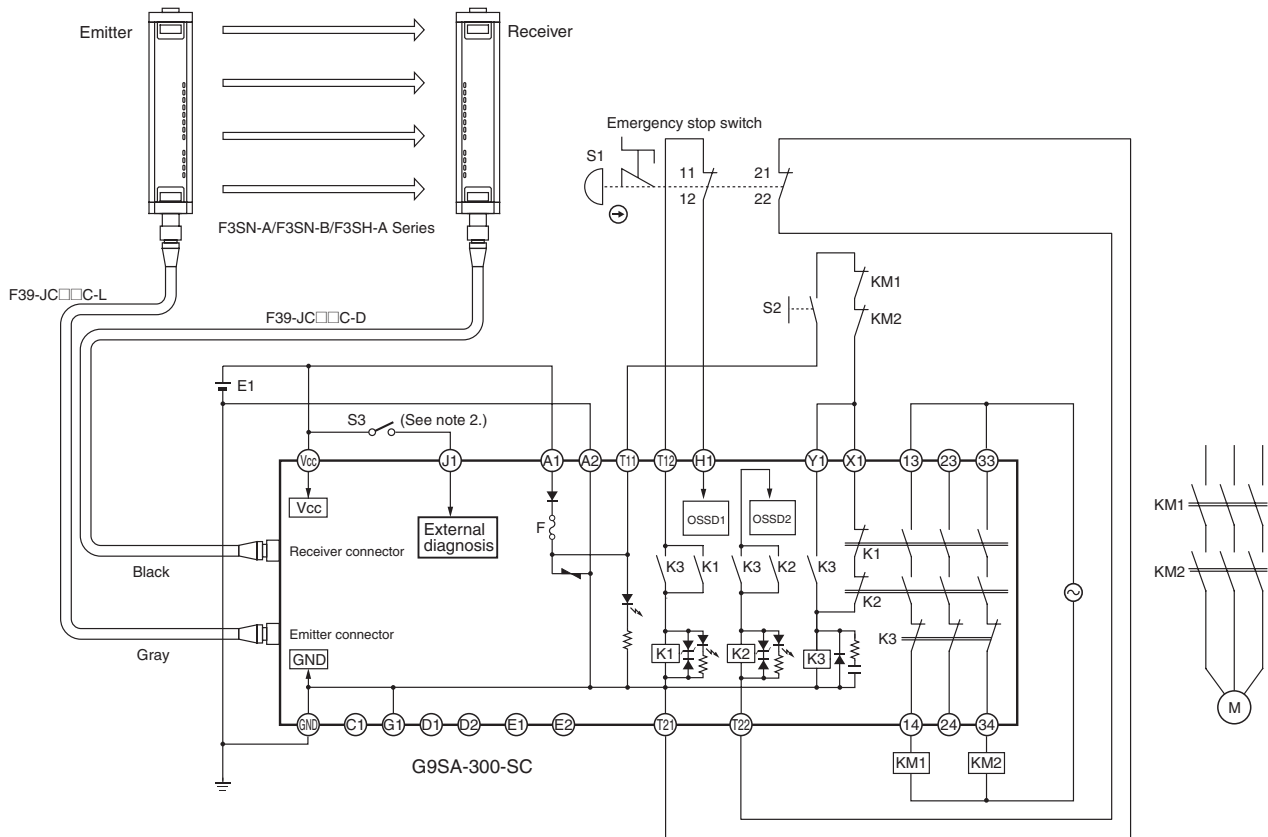 Emitter
Receiver
Emergency stop switch
S1
11
12
21
22
F3SN-A/F3SN-B/F3SH-A Series
F39-JC□□C-L
F39-JC□□C-D
S2
KM1
KM2
E1
S3 (See note 2.)
Vcc
J1
A1
A2
T11
T12
H1
Y1
X1
13
23
33
Vcc
External
diagnosis
F
OSSD1
OSSD2
KM1
KM2
Receiver connector
Black
K3
K1
K3
K2
K3
K1
K2
K3
Emitter connector
Gray
GND
K1
K2
K3
M
GND
C1
G1
D1
D2
E1
E2
T21
T22
14
24
34
G9SA-300-SC
KM1
KM2